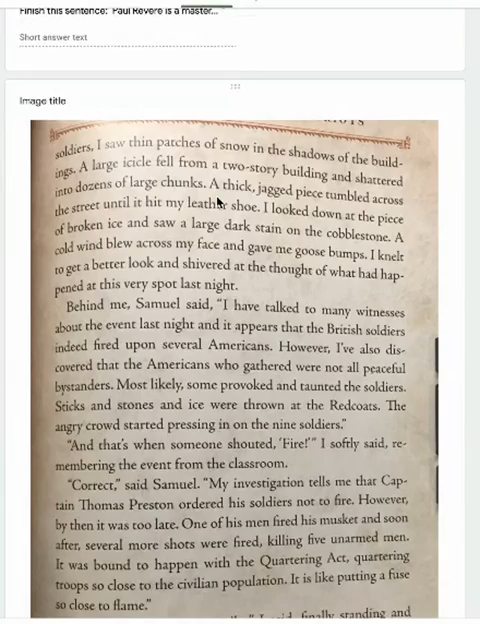 Finish this sentence: "Paul Revere is a master..."
Short answer text
Image title
soldiers, I saw thin patches of snow in the shadows of the build-
ings. A large icicle fell from a two-story building and shattered
into dozens of large chunks. A thick, jagged piece tumbled across
the street until it hit my leather shoe. I looked down at the piece
of broken ice and saw a large dark stain on the cobblestone. A
cold wind blew across my face and gave me goose bumps. I knelt
to get a better look and shivered at the thought of what had hap-
pened at this very spot last night.
Behind me, Samuel said, "I have talked to many witnesses
about the event last night and it appears that the British soldiers
indeed fired upon several Americans. However, I've also dis-
covered that the Americans who gathered were not all peaceful
bystanders. Most likely, some provoked and taunted the soldiers.
Sticks and stones and ice were thrown at the Redcoats. The
angry crowd started pressing in on the nine soldiers."
"And that's when someone shouted, 'Fire!'" I softly said, re-
membering the event from the classroom.
"Correct," said Samuel. "My investigation tells me that Cap-
tain Thomas Preston ordered his soldiers not to fire. However,
by then it was too late. One of his men fired his musket and soon
after, several more shots were fired, killing five unarmed men.
It was bound to happen with the Quartering Act, quartering
troops so close to the civilian population. It is like putting a fuse
so close to flame."
I said, finally standing and